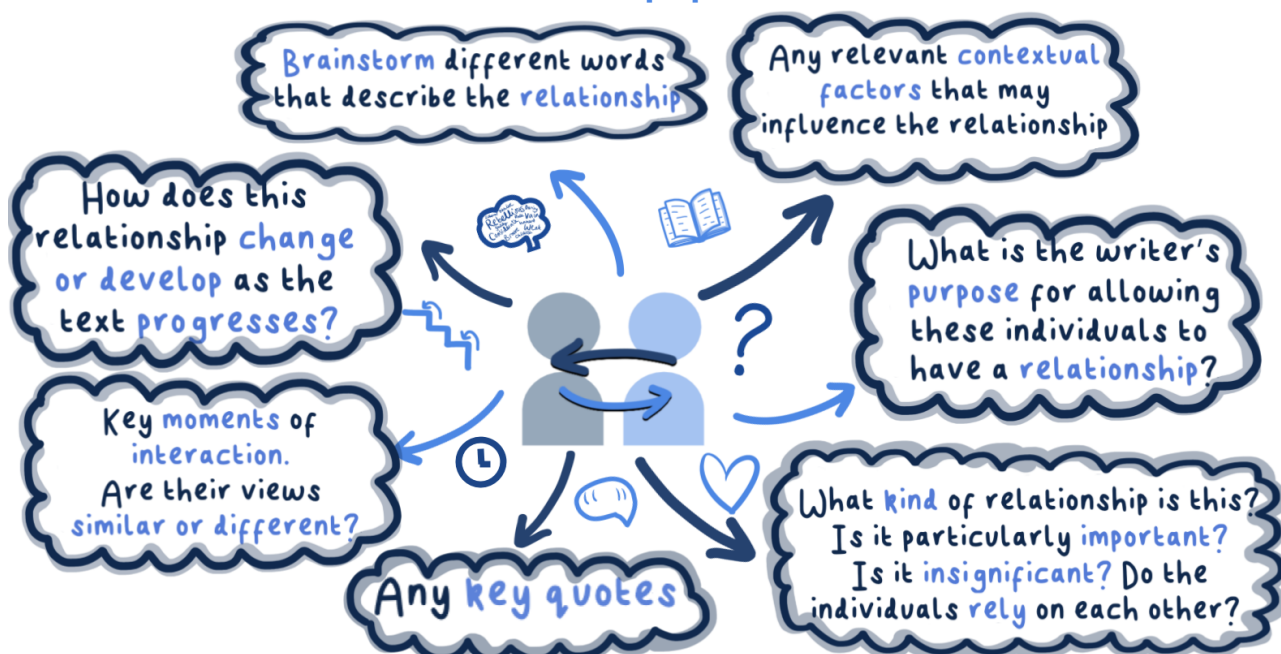 Brainstorm different words
that describe the relationship
Any relevant contextual
factors that may
influence the relationship
How does this
relationship change
or develop as the
text progresses?
What is the writer's
purpose for allowing
these individuals to
have a relationship?
Key moments of
interaction.
Are their views
similar or different?
What kind of relationship is this?
Is it particularly important?
Is it insignificant? Do the
individuals rely on each other?
Any key quotes